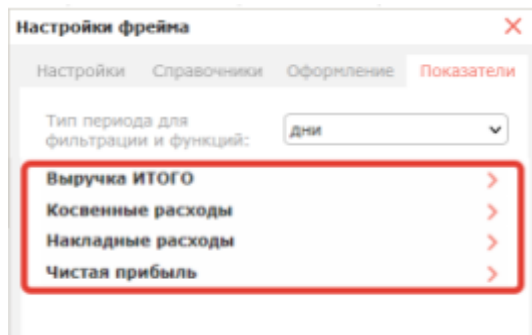 Настройки фрейма
Настройки Справочники Оформление Показатели
Тип периода для
фильтрации и функций:
дни
Выручка ИТОГО
Косвенные расходы
Накладные расходы
Чистая прибыль